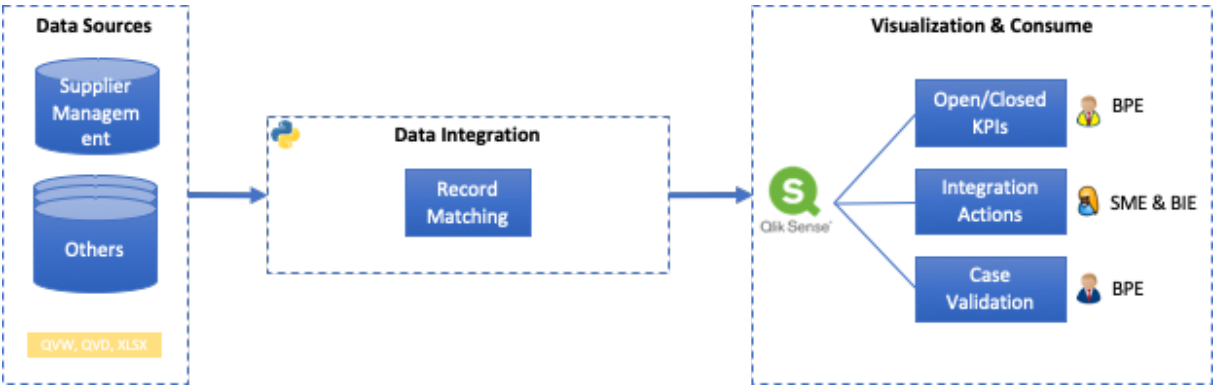 Data Sources
Supplier
Managem
ent
Others
QVW, QVD, XLSX
Data Integration
Record
Matching
Visualization & Consume
Qlik Sense
Open/Closed
KPIs
BPE
Integration
Actions
SME & BIE
Case
Validation
BPE